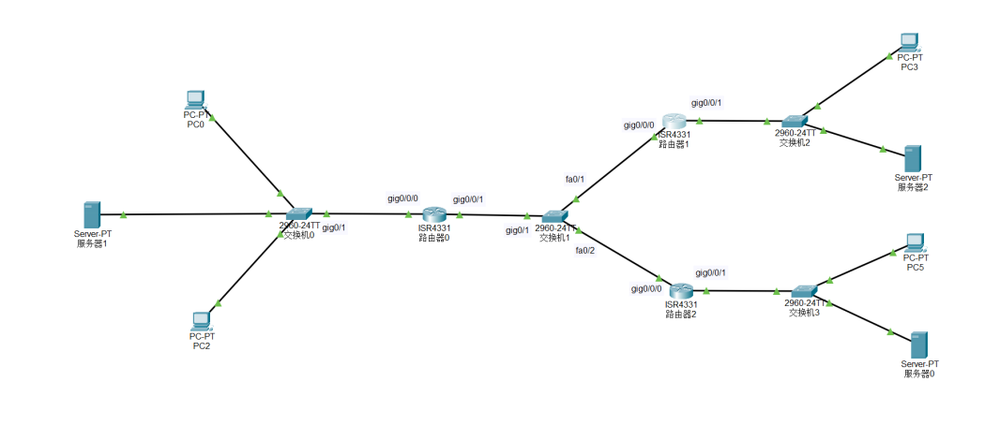 PC-PT
PC0
Server-PT
服务器1
PC-PT
PC2
2960-24TT
交换机0
gig0/1
gig0/0/0
gig0/0/1
ISR4331
路由器0
gig0/1
2960-24TT
交换机1
fa0/1
fa0/2
gig0/0/0
gig0/0/1
ISR4331
路由器1
2960-24TT
交换机2
PC-PT
PC3
Server-PT
服务器2
gig0/0/0
gig0/0/1
ISR4331
路由器2
2960-24TT
交换机3
PC-PT
PC5
Server-PT
服务器0